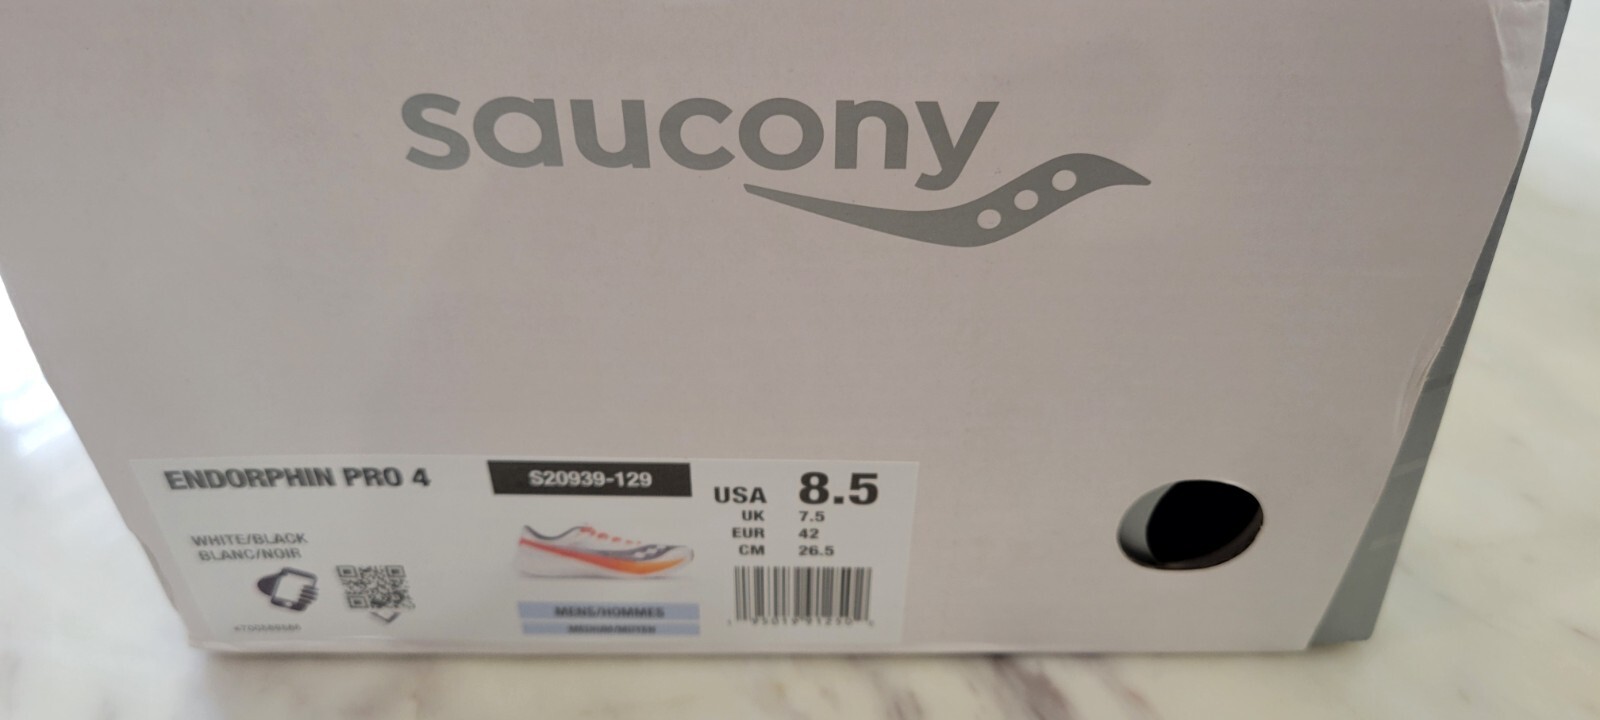 saucony
ENDORPHIN PRO 4
S20939-129
WHITE/BLACK
BLANC/NOIR
USA 8.5
UK 7.5
EUR 42
CM 26.5
MENS/HOMMES
MEDIUM/MOYEN